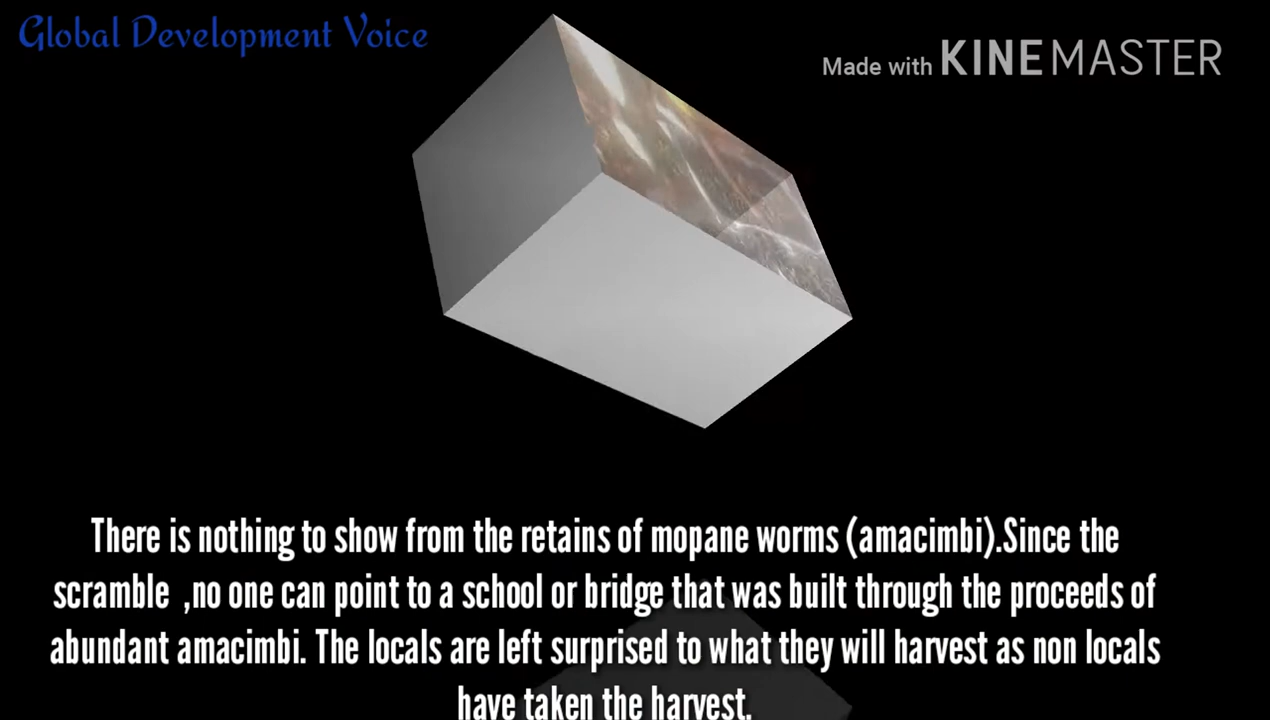 Global Development Voice
Made with KINEMASTER
There is nothing to show from the retains of mopane worms (amacimbi).Since the
scramble ,no one can point to a school or bridge that was built through the proceeds of
abundant amacimbi. The locals are left surprised to what they will harvest as non locals
have taken the harvest.